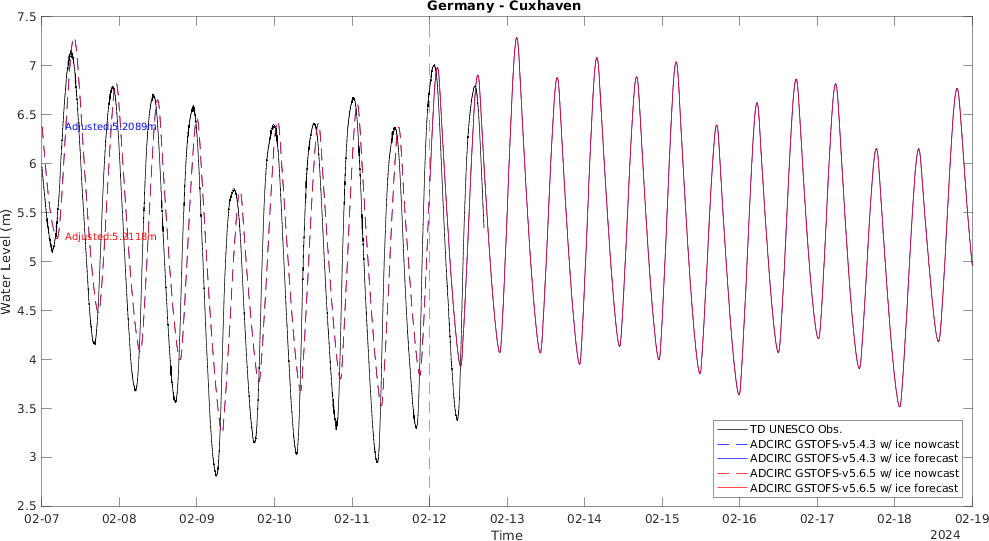 Germany - Cuxhaven
7.5
7
6.5
6
5.5
5
4.5
4
3.5
3
2.5
Water Level (m)
Adjusted:5.2089m
Adjusted:5.2118m
TD UNESCO Obs.
ADCIRC GSTOFS-v5.4.3 w/ ice nowcast
ADCIRC GSTOFS-v5.4.3 w/ ice forecast
ADCIRC GSTOFS-v5.6.5 w/ ice nowcast
ADCIRC GSTOFS-v5.6.5 w/ ice forecast
02-07 02-08 02-09 02-10 02-11 02-12 02-13 02-14 02-15 02-16 02-17 02-18 02-19
Time
2024